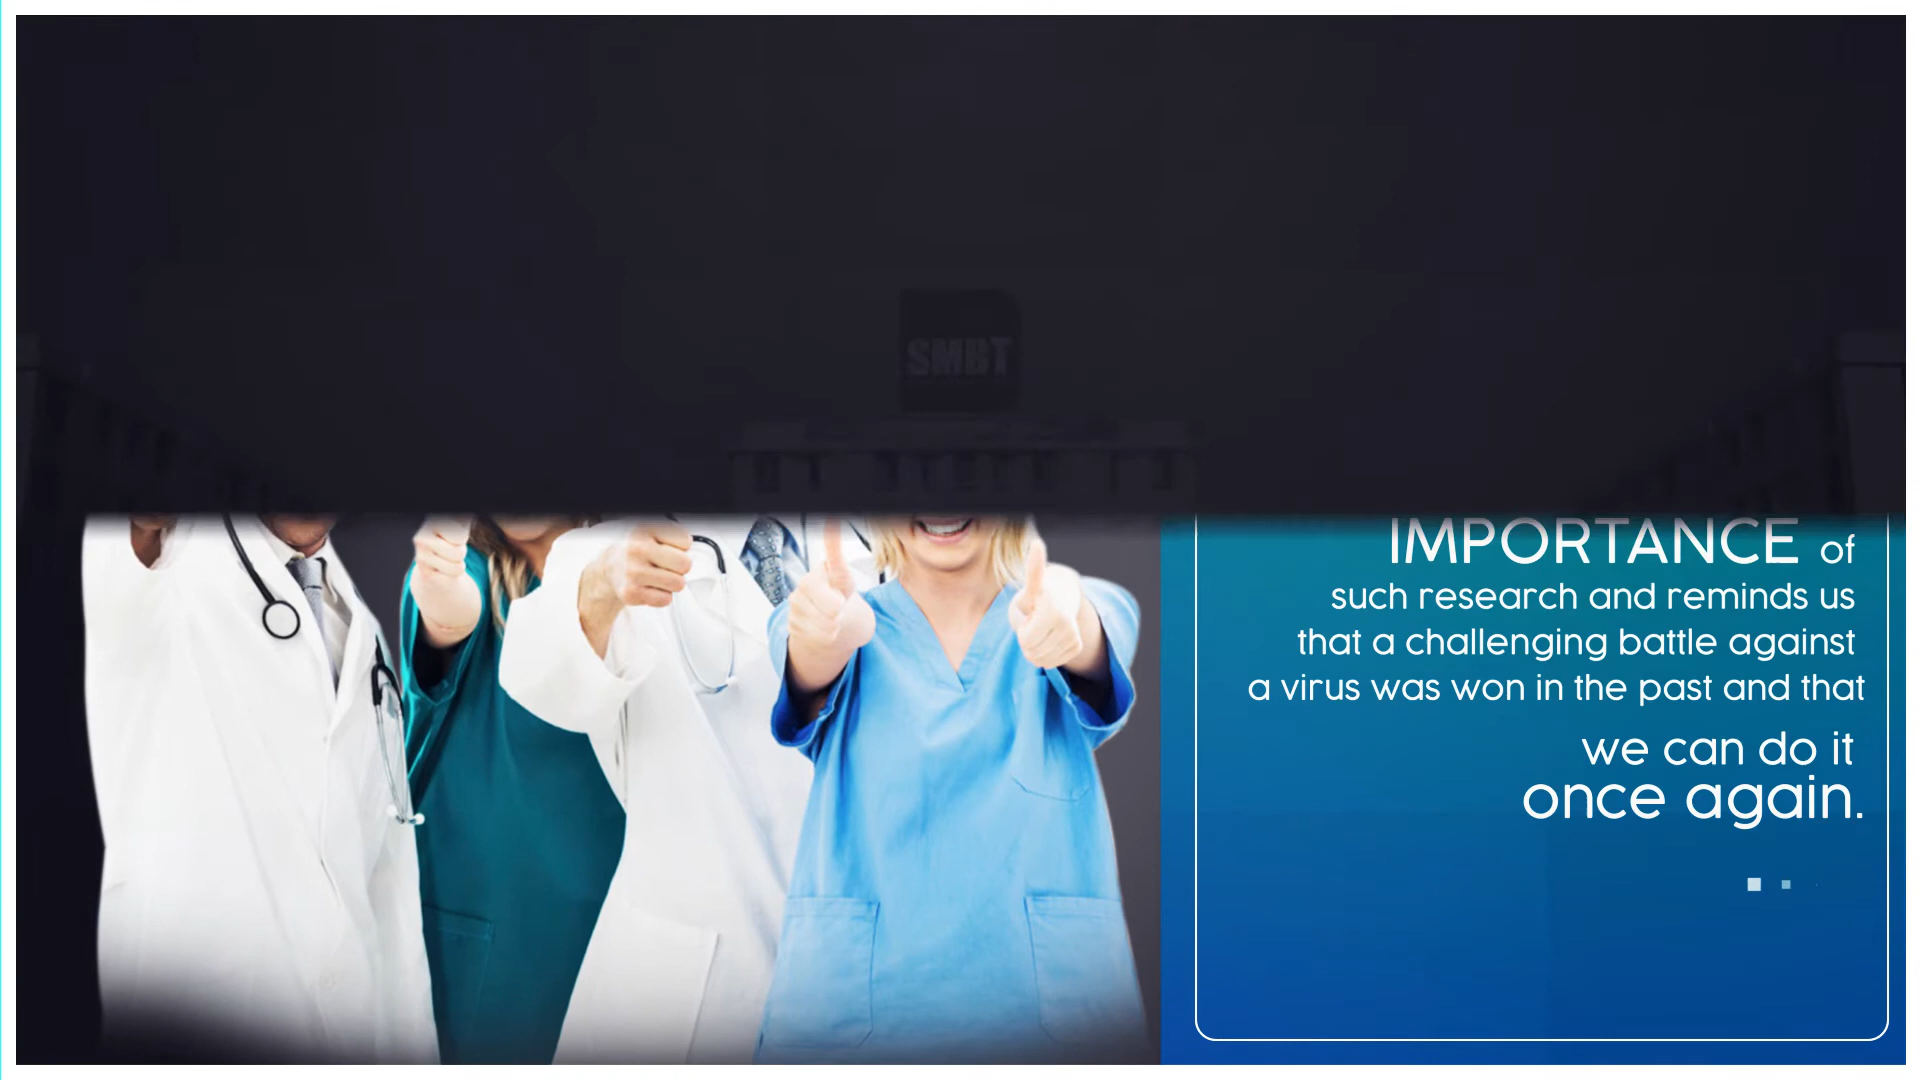 SMBT
IMPORTANCE of
such research and reminds us
that a challenging battle against
a virus was won in the past and that
we can do it
once again.